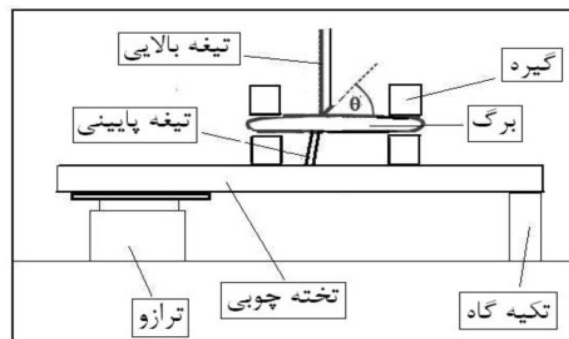 تیغه بالایی
گیره
θ
تیغه پایینی
برگ
ترازو
تخته چوبی
تکیه گاه